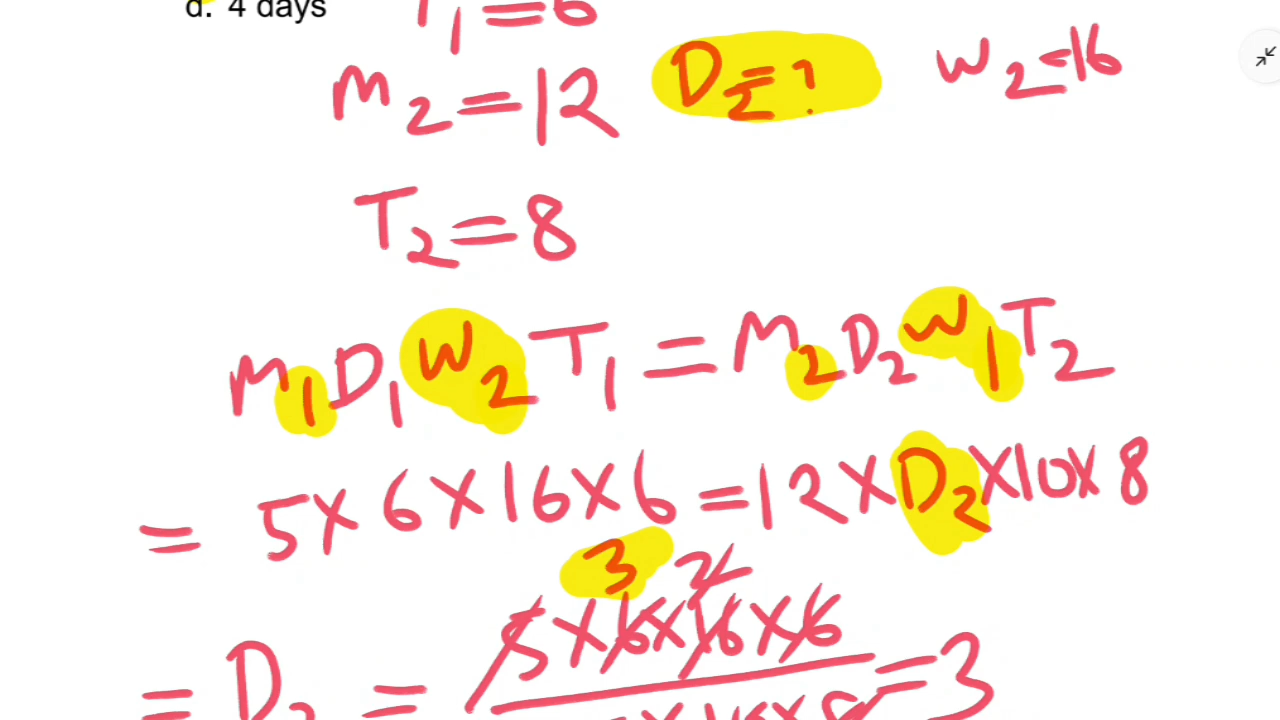 d. 4 days
T1=6
M2=12 D2=? W2=16
T2=8
M1D1W2T1=M2D2W1T2
= 5×6×16×6=12×D2×10×8
3 2
= D2 = 5×6×16×6 =3